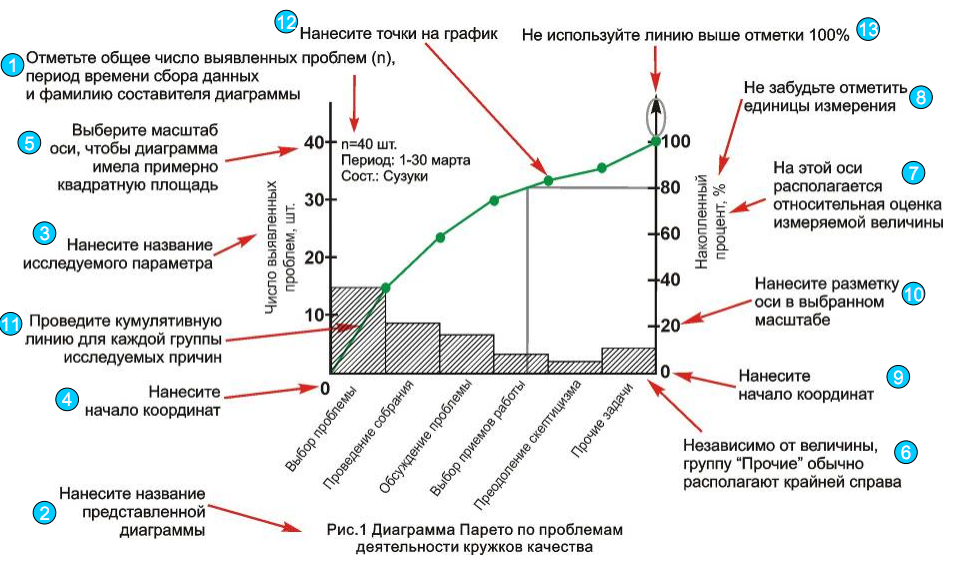 12
Нанесите точки на график
Не используйте линию выше отметки 100%
13
1
Отметьте общее число выявленных проблем (n),
период времени сбора данных
и фамилию составителя диаграммы
5
Выберите масштаб
оси, чтобы диаграмма
имела примерно
квадратную площадь
3
Нанесите название
исследуемого параметра
11
Проведите кумулятивную
линию для каждой группы
исследуемых причин
4
Нанесите
начало координат
2
Нанесите название
представленной
диаграммы
Число выявленных
проблем, шт.
40
30
20
10
0
n=40 шт.
Период: 1-30 марта
Сост.: Сузуки
100
80
60
40
20
0
Накопленный
процент, %
Выбор проблемы
Проведение собрания
Обсуждение проблемы
Выбор приемов работы
Преодоление скептицизма
Прочие задачи
Не забудьте отметить
единицы измерения
8
На этой оси
располагается
относительная оценка
измеряемой величины
7
Нанесите разметку
оси в выбранном
масштабе
10
Нанесите
начало координат
9
Независимо от величины,
группу “Прочие” обычно
располагают крайней справа
6
Рис.1 Диаграмма Парето по проблемам
деятельности кружков качества